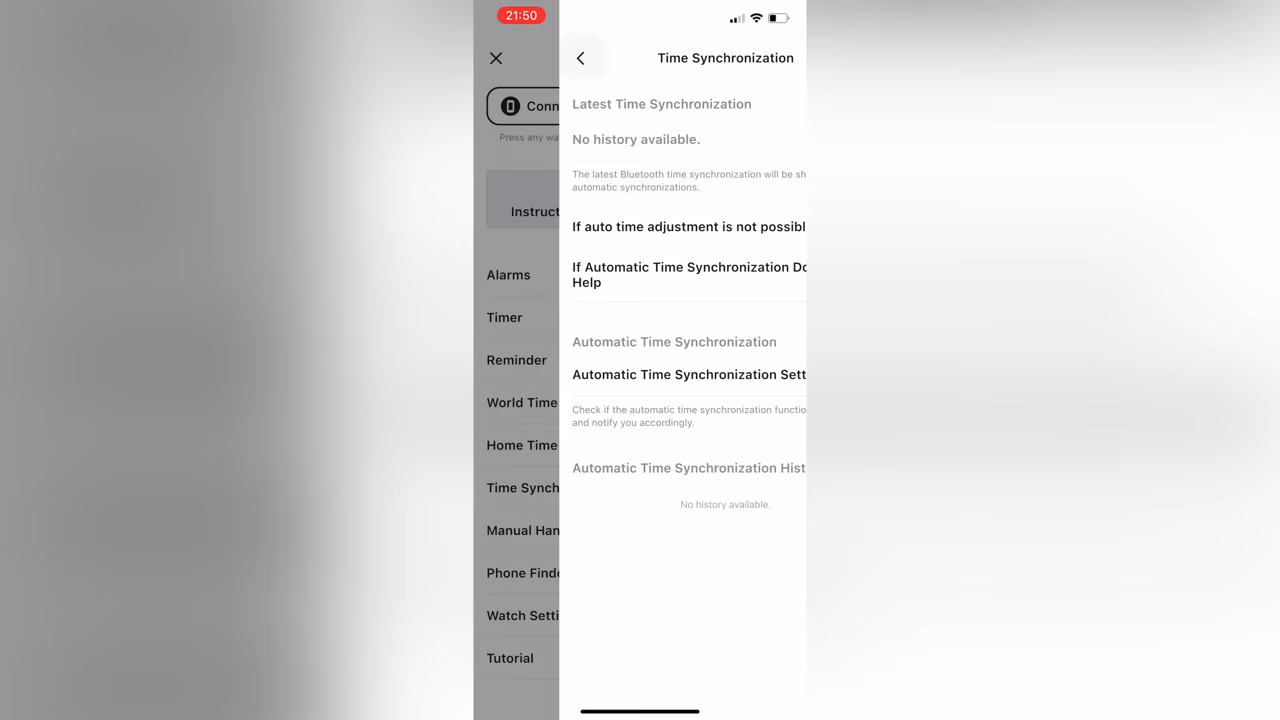 21:50
Time Synchronization
Conn
Press any wa
Instruct
Alarms
Timer
Reminder
World Time
Home Time
Time Synch
Manual Han
Phone Finde
Watch Setti
Tutorial
Latest Time Synchronization
No history available.
The latest Bluetooth time synchronization will be sh
automatic synchronizations.
If auto time adjustment is not possibl
If Automatic Time Synchronization Do
Help
Automatic Time Synchronization
Automatic Time Synchronization Sett
Check if the automatic time synchronization functio
and notify you accordingly.
Automatic Time Synchronization Hist
No history available.